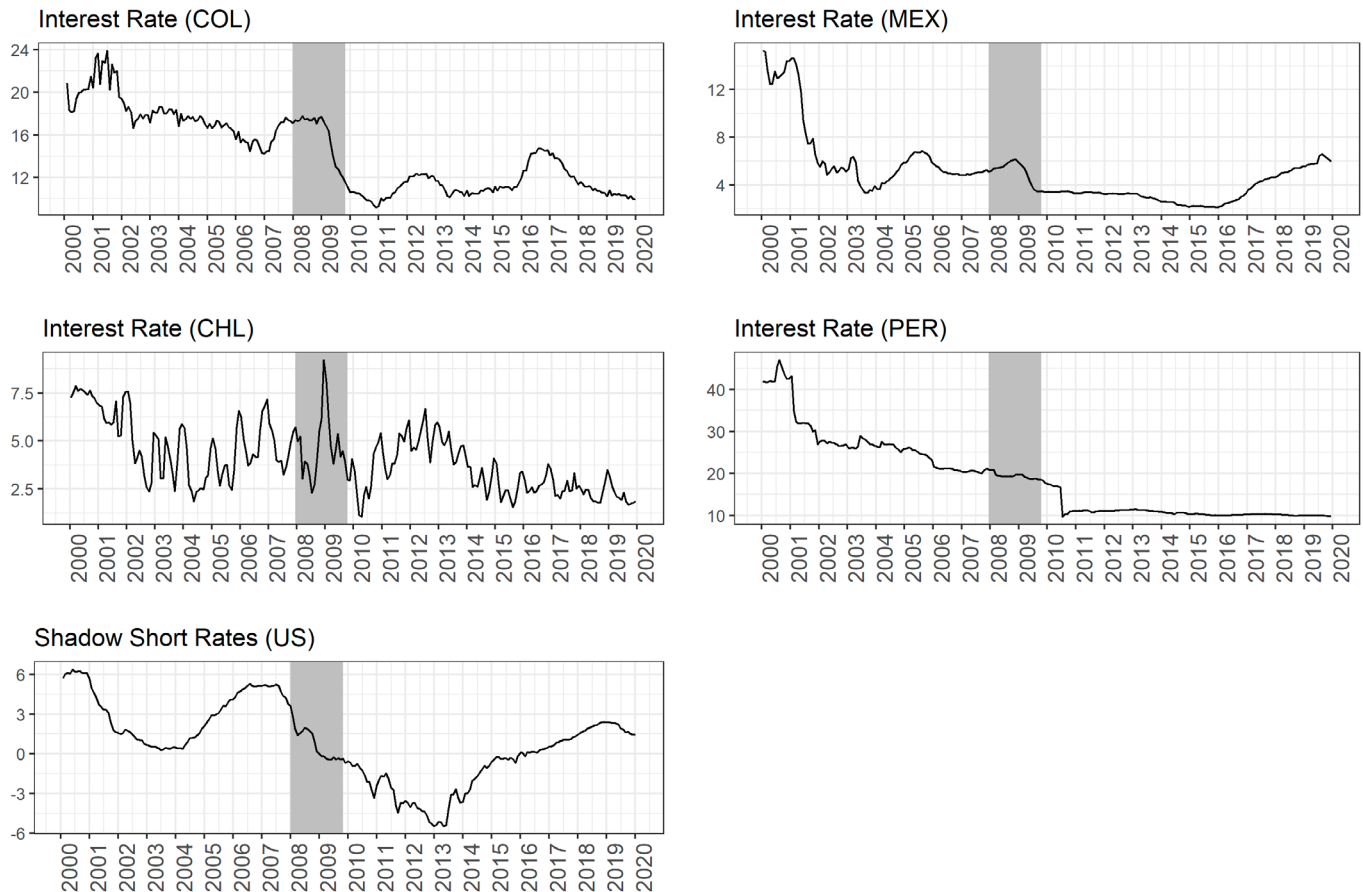 Interest Rate (COL)
24
20
16
12
2000 2001 2002 2003 2004 2005 2006 2007 2008 2009 2010 2011 2012 2013 2014 2015 2016 2017 2018 2019 2020
Interest Rate (MEX)
12
8
4
2000 2001 2002 2003 2004 2005 2006 2007 2008 2009 2010 2011 2012 2013 2014 2015 2016 2017 2018 2019 2020
Interest Rate (CHL)
7.5
5.0
2.5
2000 2001 2002 2003 2004 2005 2006 2007 2008 2009 2010 2011 2012 2013 2014 2015 2016 2017 2018 2019 2020
Interest Rate (PER)
40
30
20
10
2000 2001 2002 2003 2004 2005 2006 2007 2008 2009 2010 2011 2012 2013 2014 2015 2016 2017 2018 2019 2020
Shadow Short Rates (US)
6
3
0
-3
-6
2000 2001 2002 2003 2004 2005 2006 2007 2008 2009 2010 2011 2012 2013 2014 2015 2016 2017 2018 2019 2020